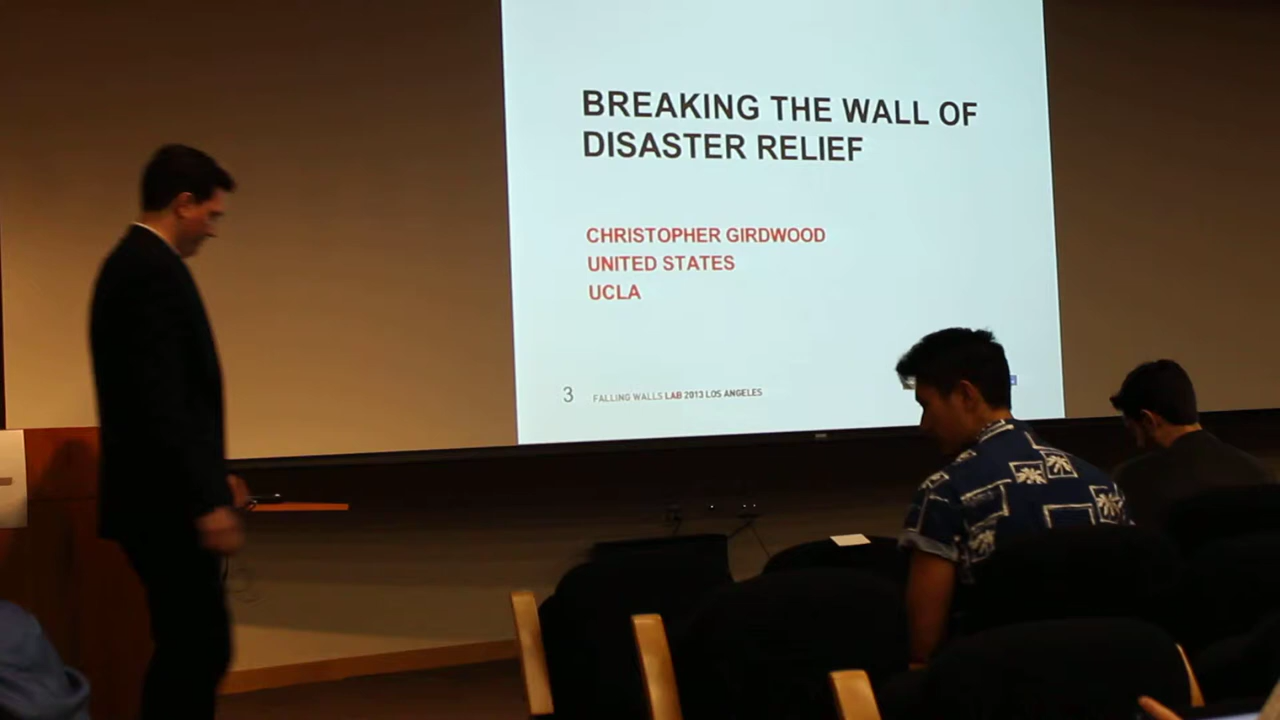 BREAKING THE WALL OF
DISASTER RELIEF
CHRISTOPHER GIRDWOOD
UNITED STATES
UCLA
3 FALLING WALLS LAB 2013 LOS ANGELES